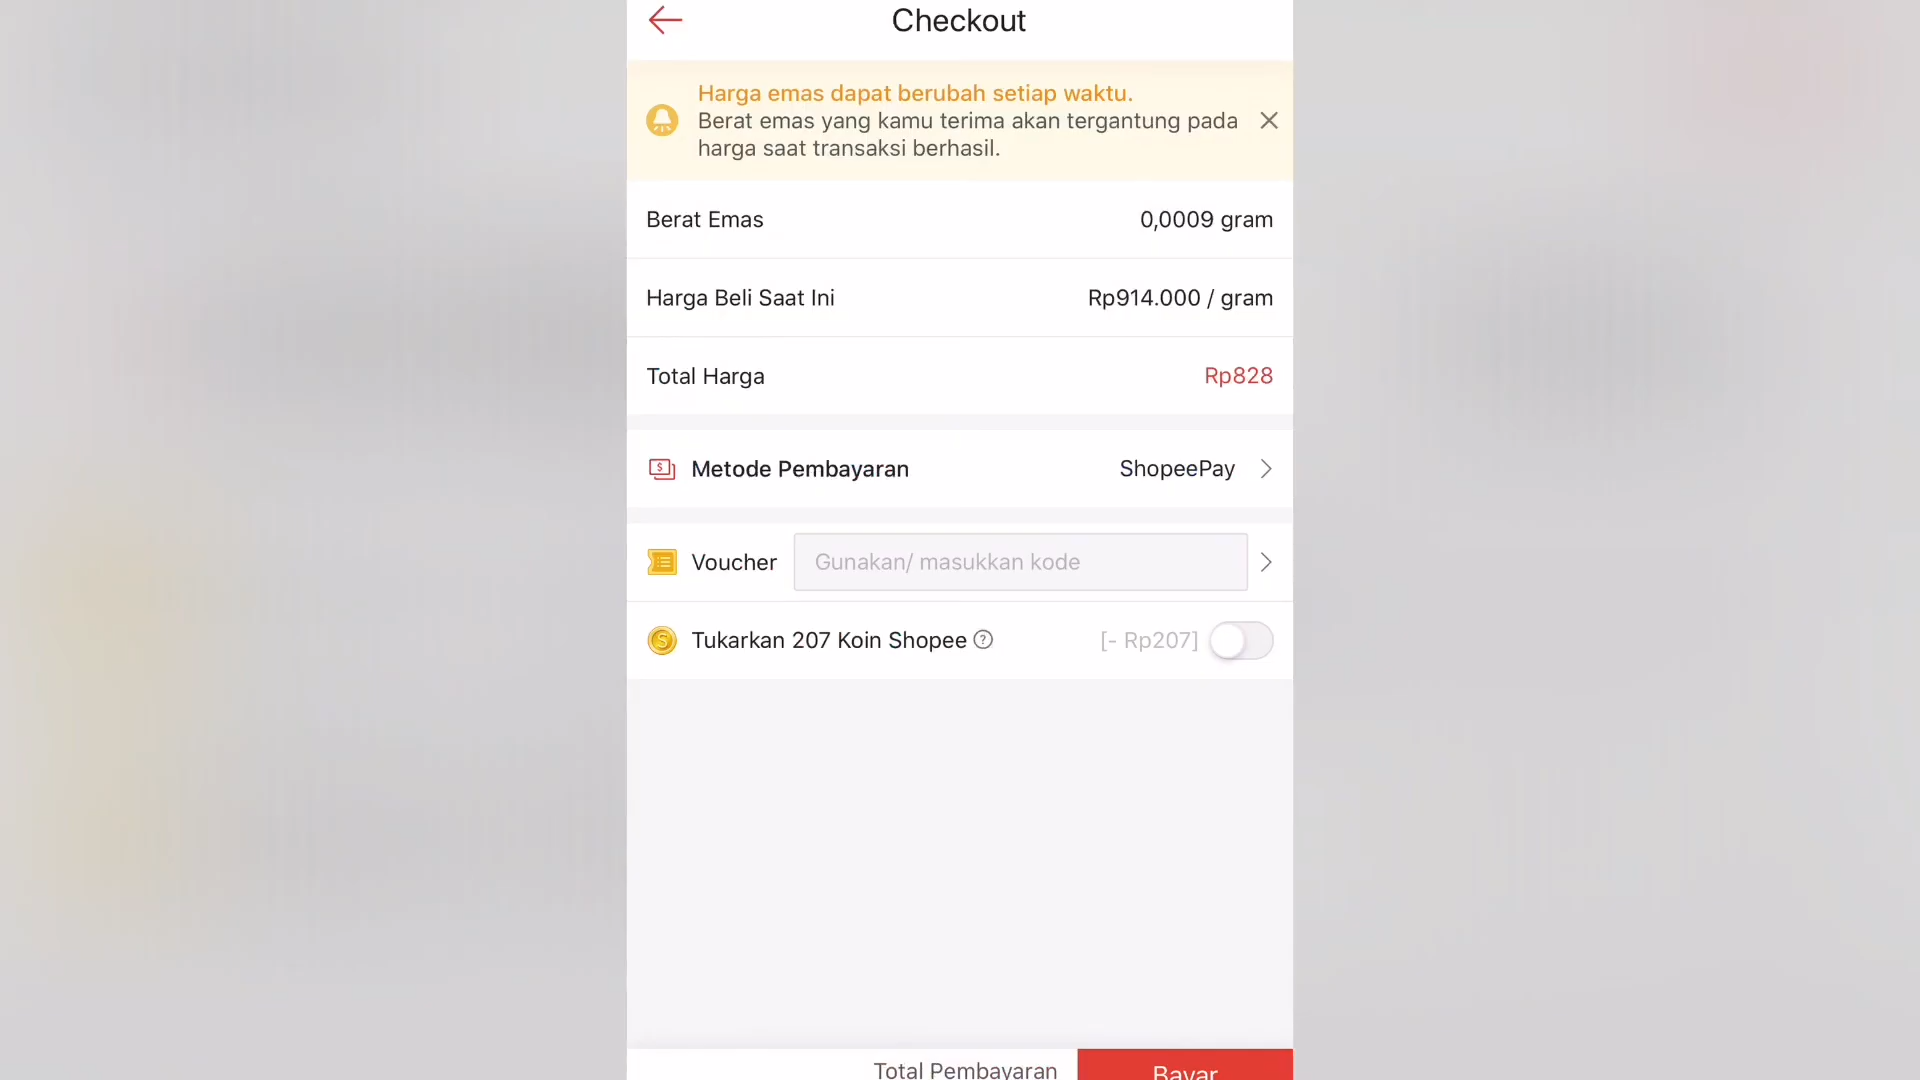 Checkout
Harga emas dapat berubah setiap waktu.
Berat emas yang kamu terima akan tergantung pada
harga saat transaksi berhasil.
Berat Emas 0,0009 gram
Harga Beli Saat Ini Rp914.000 / gram
Total Harga Rp828
Metode Pembayaran ShopeePay
Voucher Gunakan/ masukkan kode
Tukarkan 207 Koin Shopee [- Rp207]
Total Pembayaran Bayar